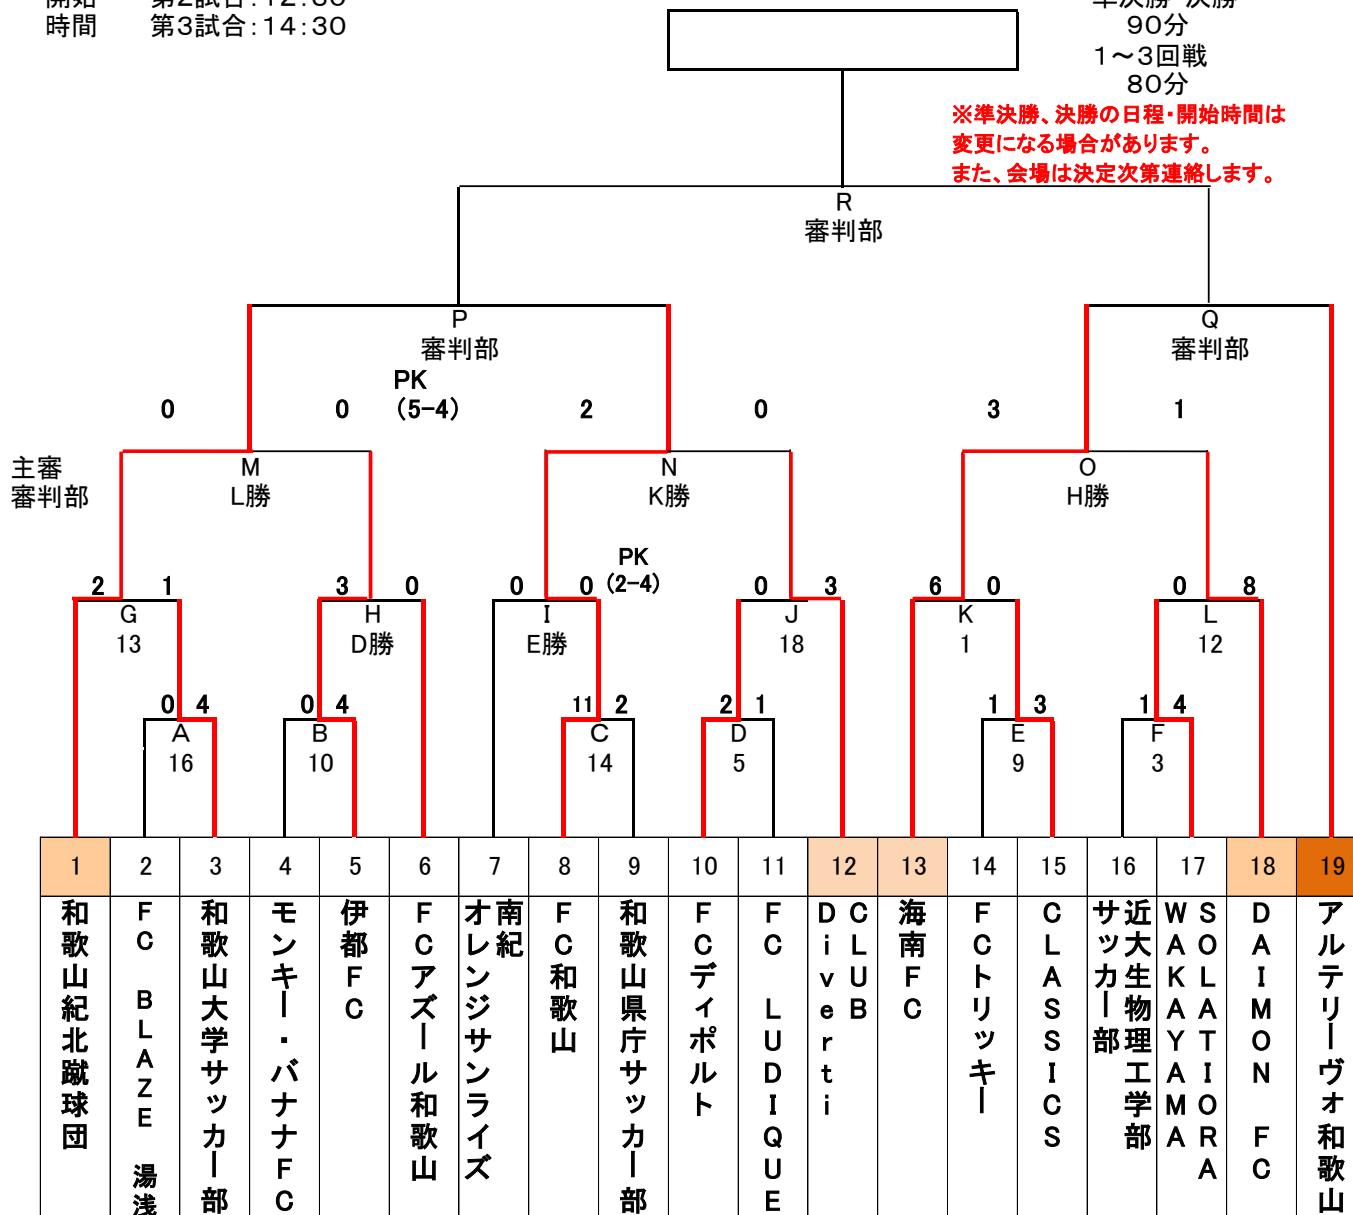 時間 第3試合:14:30
90分
1～3回戦
80分
※準決勝、決勝の日程・開始時間は
変更になる場合があります。
また、会場は決定次第連絡します。
R
審判部
P
審判部
Q
審判部
PK
0 0 (5-4) 2 0 3 1
主審
審判部
M
L勝
N
K勝
O
H勝
PK
2 1 3 0 0 0 (2-4) 0 3 6 0 0 8
G H I J K L
13 D勝 E勝 18 1 12
0 4 0 4 11 2 2 1 1 3 1 4
A B C D E F
16 10 14 5 9 3
1 2 3 4 5 6 7 8 9 10 11 12 13 14 15 16 17 18 19
和歌山紀北蹴球団
FC BLAZE 湯浅
和歌山大学サッカー部
モンキー・バナナFC
伊都FC
FCアズール和歌山
南紀
オレンジサンライズ
FC和歌山
和歌山県庁サッカー部
FCディポルト
FC LUDIQUE
CLUB
Diverti
海南FC
FCトリッキー
CLASSICS
近大生物理工学部
サッカー部
SOLATIORA
WAKAYAMA
DAIMON FC
アルテリーヴォ和歌山